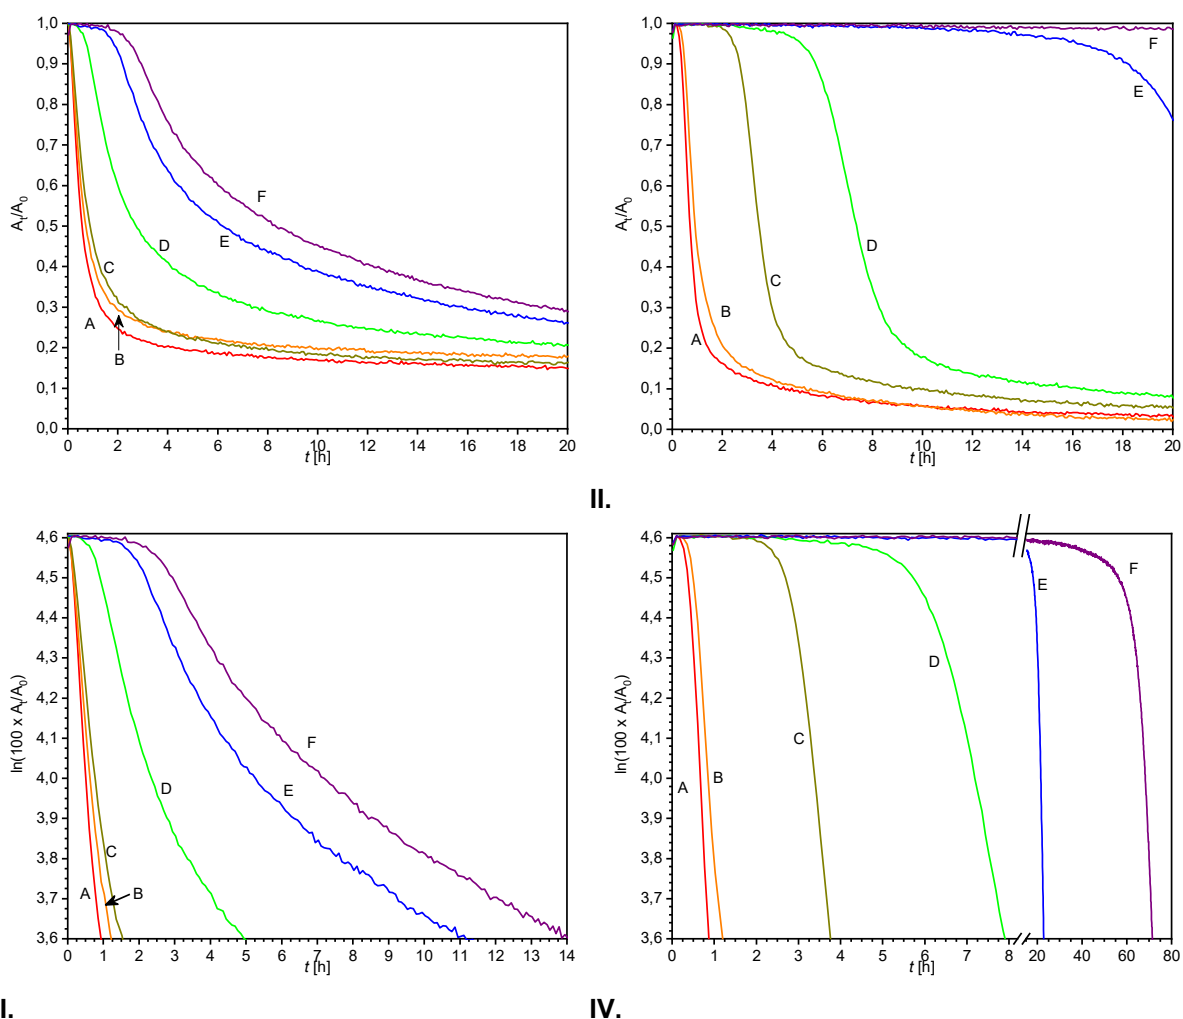 1,0
0,9
0,8
0,7
0,6
0,5
0,4
0,3
0,2
0,1
0,0
At/A0
0 2 4 6 8 10 12 14 16 18 20
t [h]
A
B
C
D
E
F
1,0
0,9
0,8
0,7
0,6
0,5
0,4
0,3
0,2
0,1
0,0
At/A0
0 2 4 6 8 10 12 14 16 18 20
t [h]
A
B
C
D
E
F
II.
4,6
4,5
4,4
4,3
4,2
4,1
4,0
3,9
3,8
3,7
3,6
ln(100 x At/A0)
0 1 2 3 4 5 6 7 8 9 10 11 12 13 14
t [h]
A
B
C
D
E
F
4,6
4,5
4,4
4,3
4,2
4,1
4,0
3,9
3,8
3,7
3,6
ln(100 x At/A0)
0 1 2 3 4 5 6 7 8 20 40 60 80
t [h]
A
B
C
D
E
F
I.
IV.